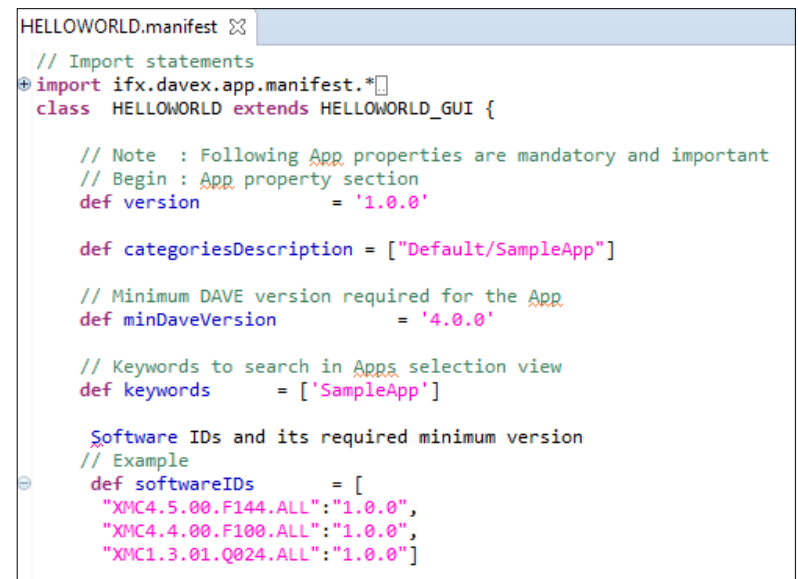 HELLOWORLD.manifest
// Import statements
import ifx.davex.app.manifest.*
class  HELLOWORLD extends HELLOWORLD_GUI {
// Note  : Following App properties are mandatory and important
// Begin : App property section
def version            = '1.0.0'
def categoriesDescription = ["Default/SampleApp"]
// Minimum DAVE version required for the App
def minDaveVersion           = '4.0.0'
// Keywords to search in Apps selection view
def keywords      = ['SampleApp']
Software IDs and its required minimum version
// Example
def softwareIDs       = [
"XMC4.5.00.F144.ALL":"1.0.0",
"XMC4.4.00.F100.ALL":"1.0.0",
"XMC1.3.01.Q024.ALL":"1.0.0"]